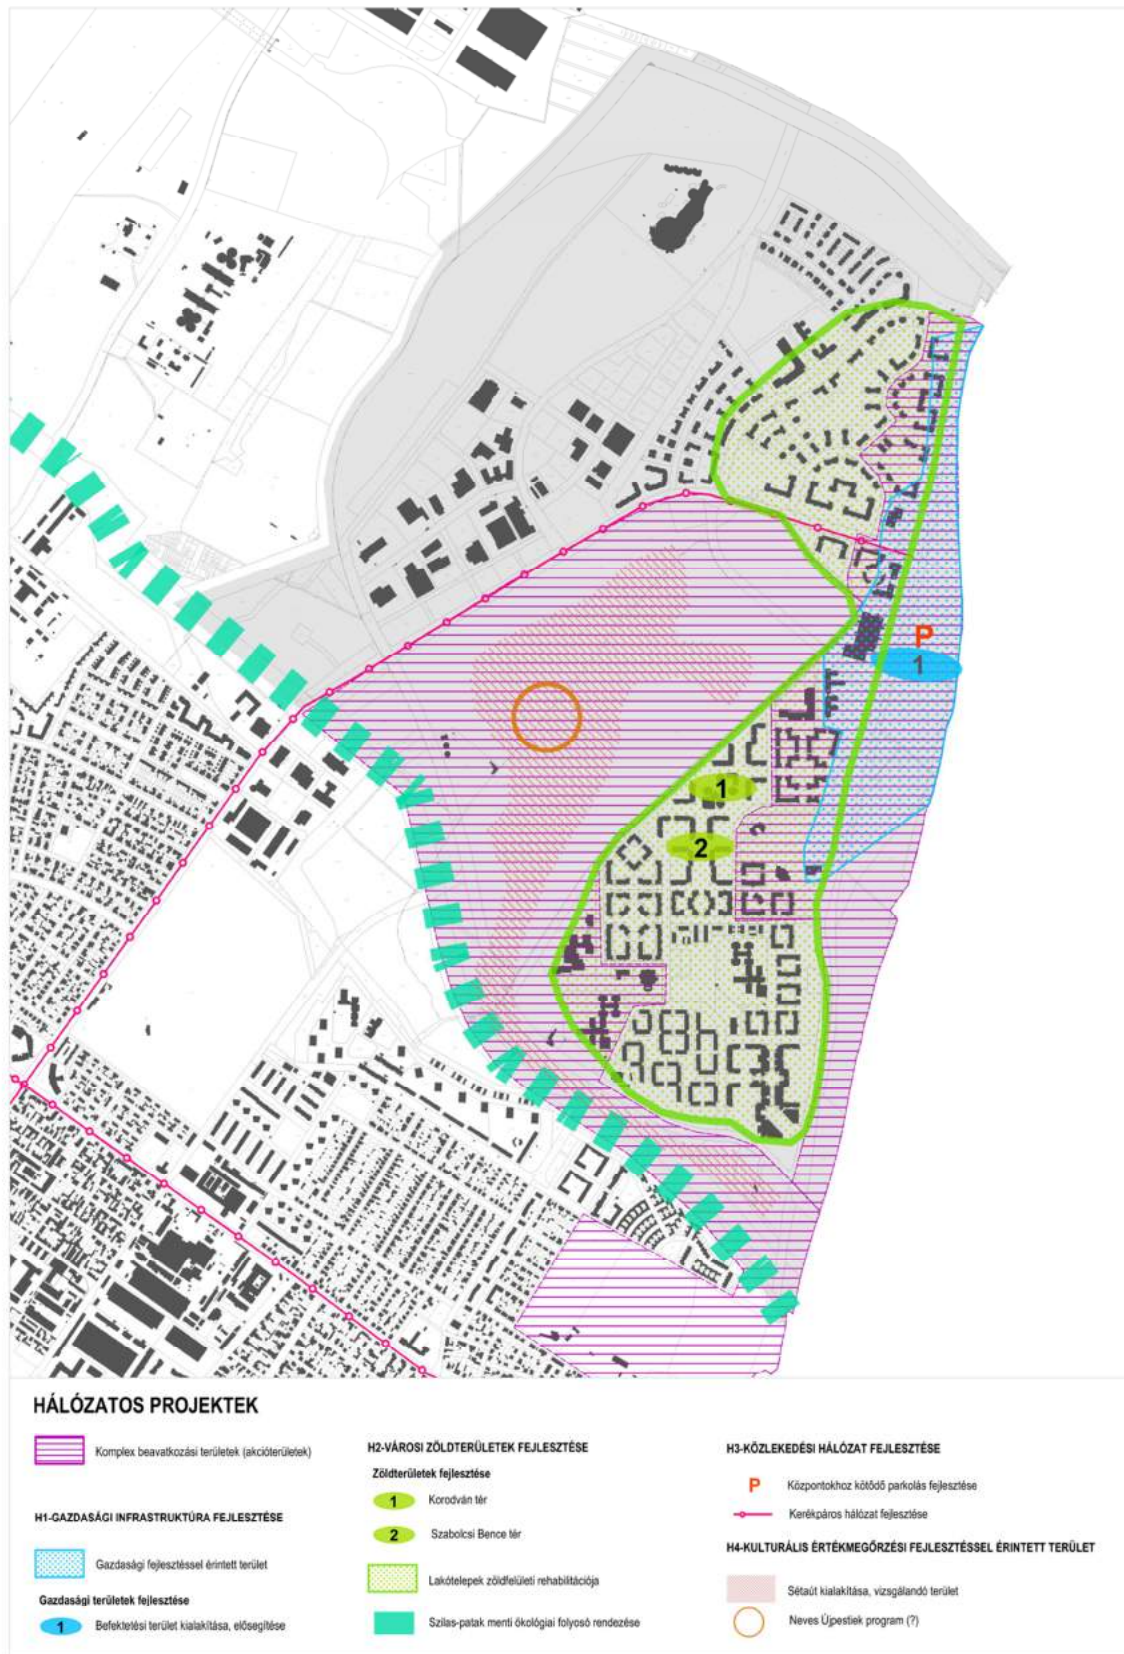 P
1
1
2
HÁLÓZATOS PROJEKTEK
Komplex beavatkozási területek (akcióterületek)
H1-GAZDASÁGI INFRASTRUKTÚRA FEJLESZTÉSE
Gazdasági fejlesztéssel érintett terület
Gazdasági területek fejlesztése
1 Befektetési terület kialakítása, elősegítése
H2-VÁROSI ZÖLDTERÜLETEK FEJLESZTÉSE
Zöldterületek fejlesztése
1 Korodván tér
2 Szabolcsi Bence tér
Lakótelepek zöldfelületi rehabilitációja
Szilas-patak menti ökológiai folyosó rendezése
H3-KÖZLEKEDÉSI HÁLÓZAT FEJLESZTÉSE
P Központokhoz kötődő parkolás fejlesztése
Kerékpáros hálózat fejlesztése
H4-KULTURÁLIS ÉRTÉKMEGŐRZÉSI FEJLESZTÉSSEL ÉRINTETT TERÜLET
Sétaút kialakítása, vizsgálandó terület
Neves Újpestiek program (?)